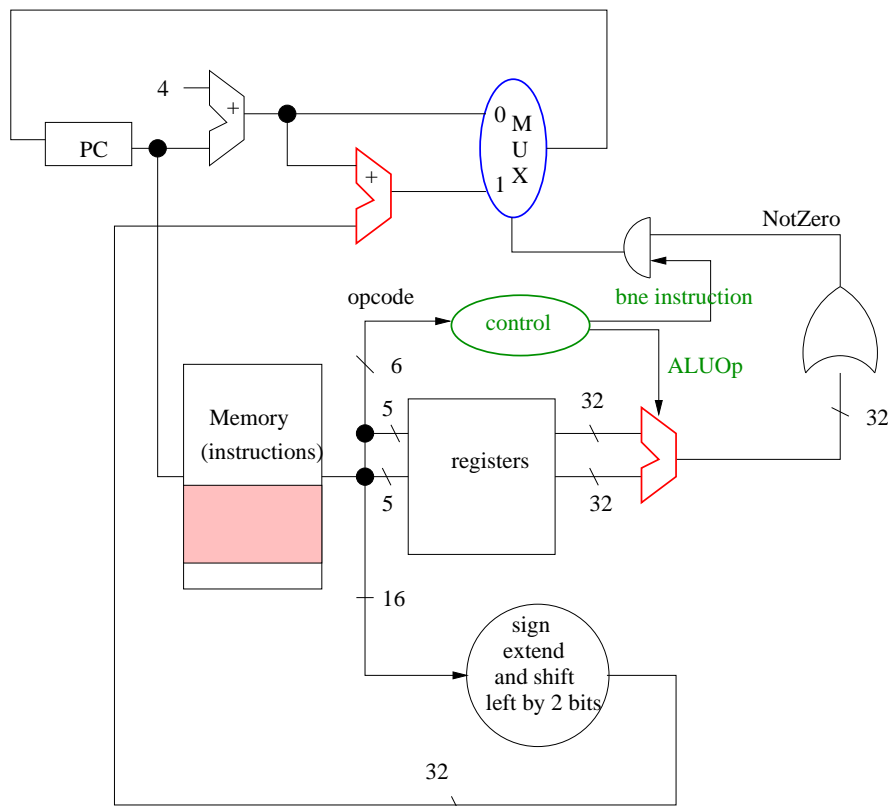 4
+
PC
0
M
U
X
1
+
NotZero
opcode
bne instruction
control
6
ALUOp
5
32
32
Memory
(instructions)
registers
5
32
16
sign
extend
and shift
left by 2 bits
32